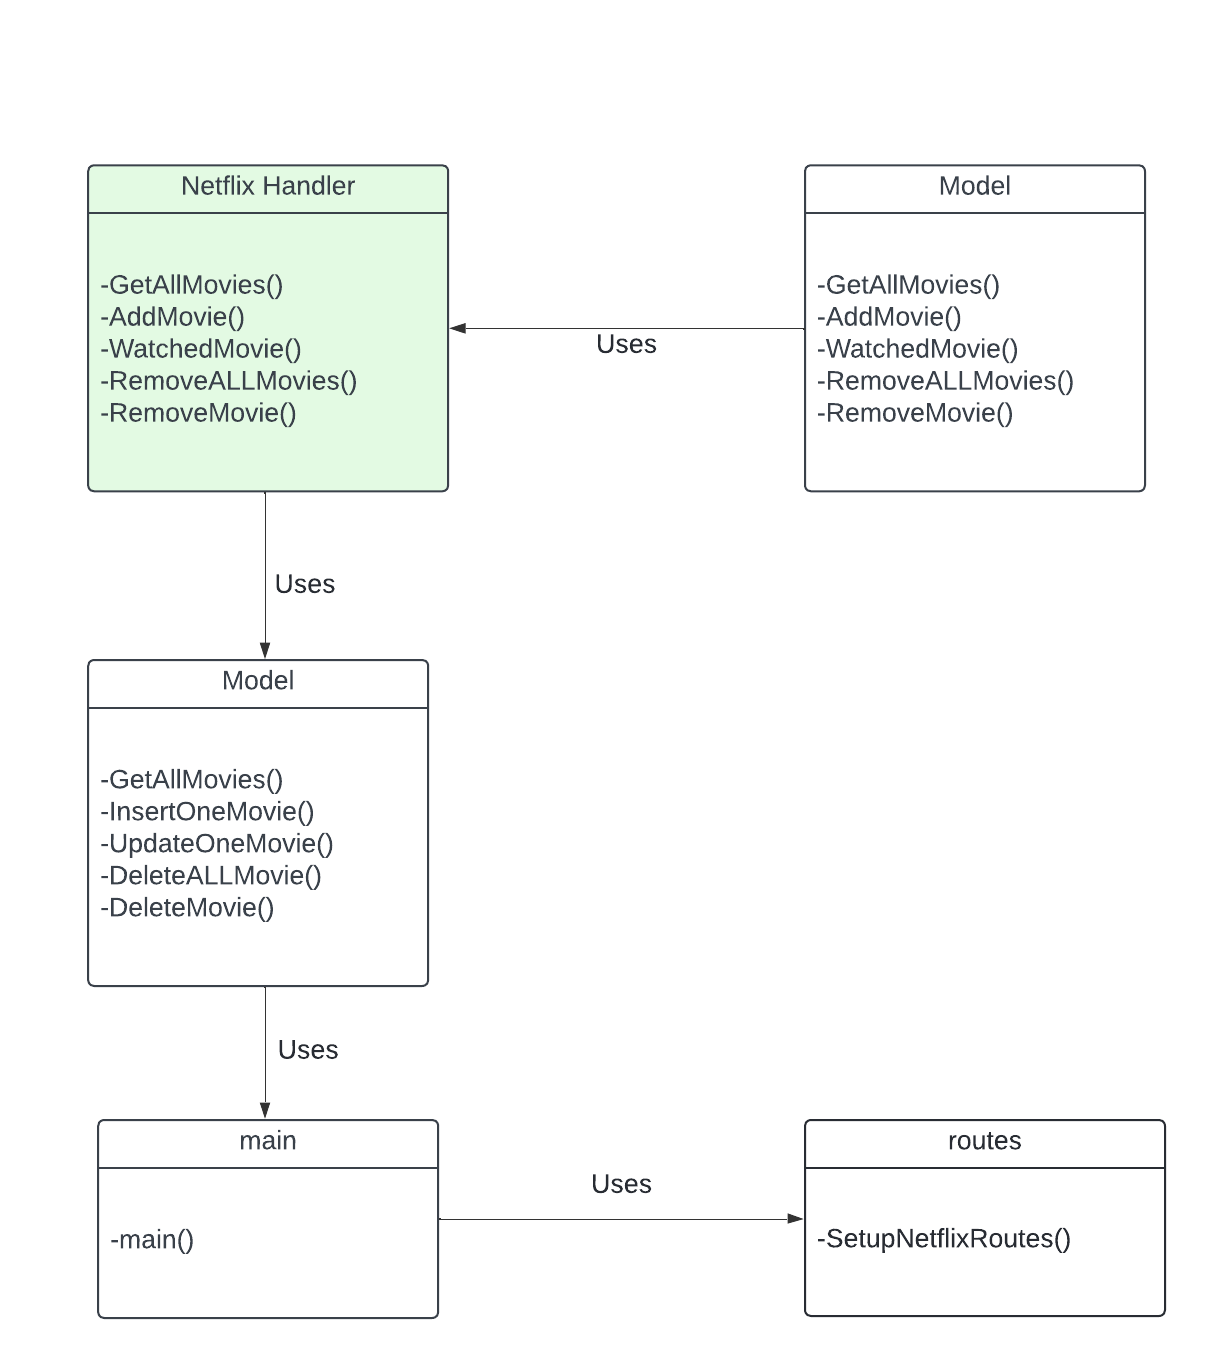 Netflix Handler
-GetAllMovies()
-AddMovie()
-WatchedMovie()
-RemoveALLMovies()
-RemoveMovie()
Uses
Model
-GetAllMovies()
-AddMovie()
-WatchedMovie()
-RemoveALLMovies()
-RemoveMovie()
Uses
Model
-GetAllMovies()
-InsertOneMovie()
-UpdateOneMovie()
-DeleteALLMovie()
-DeleteMovie()
Uses
main
-main()
Uses
routes
-SetupNetflixRoutes()